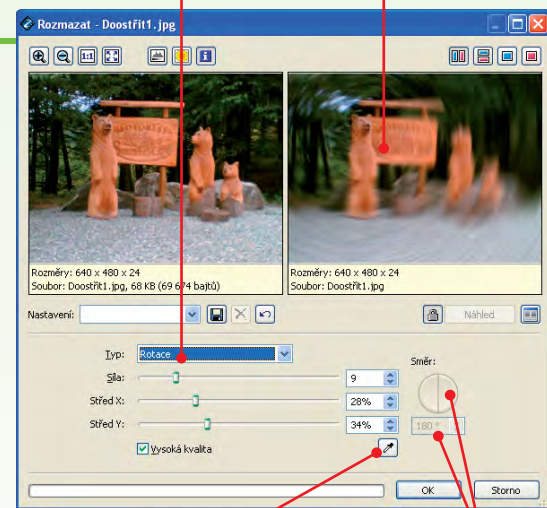 Rozmazat - Doostřit1.jpg
1:1
Rozměry: 640 x 480 x 24
Soubor: Doostřit1.jpg, 68 KB (69 674 bajtů)
Rozměry: 640 x 480 x 24
Soubor: Doostřit1.jpg
Nastavení:
Náhled
Typ: Rotace
Směr:
Síla: 9
Střed X: 28%
Střed Y: 34% 180 °
Vysoká kvalita
OK Storno